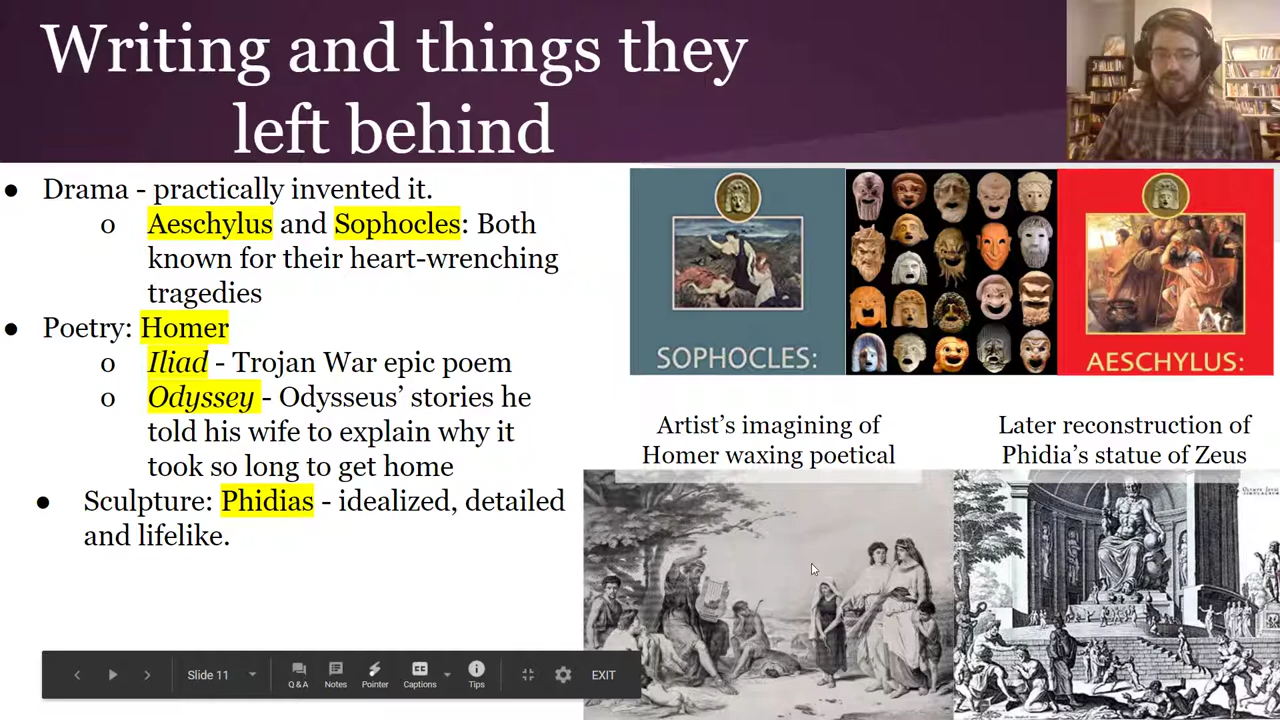 Writing and things they
left behind
● Drama - practically invented it.
o Aeschylus and Sophocles: Both
known for their heart-wrenching
tragedies
● Poetry: Homer
o Iliad - Trojan War epic poem
o Odyssey - Odysseus’ stories he
told his wife to explain why it
took so long to get home
● Sculpture: Phidias - idealized, detailed
and lifelike.
SOPHOCLES:
AESCHYLUS:
Artist’s imagining of
Homer waxing poetical
Later reconstruction of
Phidia’s statue of Zeus
Slide 11
Q & A
Notes
Pointer
CC
Captions
Tips
EXIT